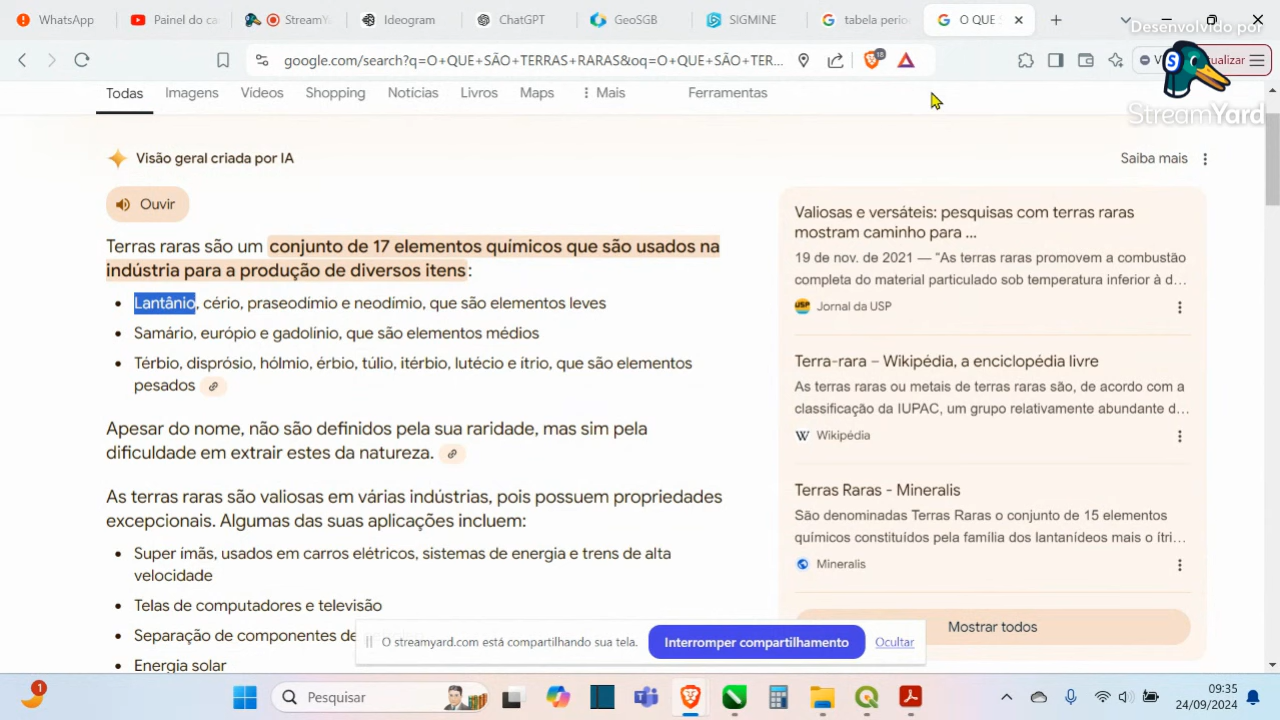 WhatsApp
Painel do ca
StreamY
Ideogram
ChatGPT
GeoSGB
SIGMINE
tabela perio
O QUE S
Desenvolvido por
google.com/search?q=O+QUE+SÃO+TERRAS+RARAS&oq=O+QUE+SÃO+TER...
18
V
ualizar
StreamYard
Todas
Imagens
Vídeos
Shopping
Notícias
Livros
Maps
Mais
Ferramentas
Visão geral criada por IA
Saiba mais
Ouvir
Terras raras são um conjunto de 17 elementos químicos que são usados na
indústria para a produção de diversos itens:
Lantânio, cério, praseodímio e neodímio, que são elementos leves
Samário, európio e gadolínio, que são elementos médios
Térbio, disprósio, hólmio, érbio, túlio, itérbio, lutécio e ítrio, que são elementos
pesados
Apesar do nome, não são definidos pela sua raridade, mas sim pela
dificuldade em extrair estes da natureza.
As terras raras são valiosas em várias indústrias, pois possuem propriedades
excepcionais. Algumas das suas aplicações incluem:
Super ímãs, usados em carros elétricos, sistemas de energia e trens de alta
velocidade
Telas de computadores e televisão
Separação de componentes de
Energia solar
Valiosas e versáteis: pesquisas com terras raras
mostram caminho para ...
19 de nov. de 2021 — “As terras raras promovem a combustão
completa do material particulado sob temperatura inferior à d...
USP
Jornal da USP
Terra-rara – Wikipédia, a enciclopédia livre
As terras raras ou metais de terras raras são, de acordo com a
classificação da IUPAC, um grupo relativamente abundante d...
W Wikipédia
Terras Raras - Mineralis
São denominadas Terras Raras o conjunto de 15 elementos
químicos constituídos pela família dos lantanídeos mais o ítri...
Mineralis
Mostrar todos
O streamyard.com está compartilhando sua tela.
Interromper compartilhamento
Ocultar
1
Pesquisar
09:35
24/09/2024